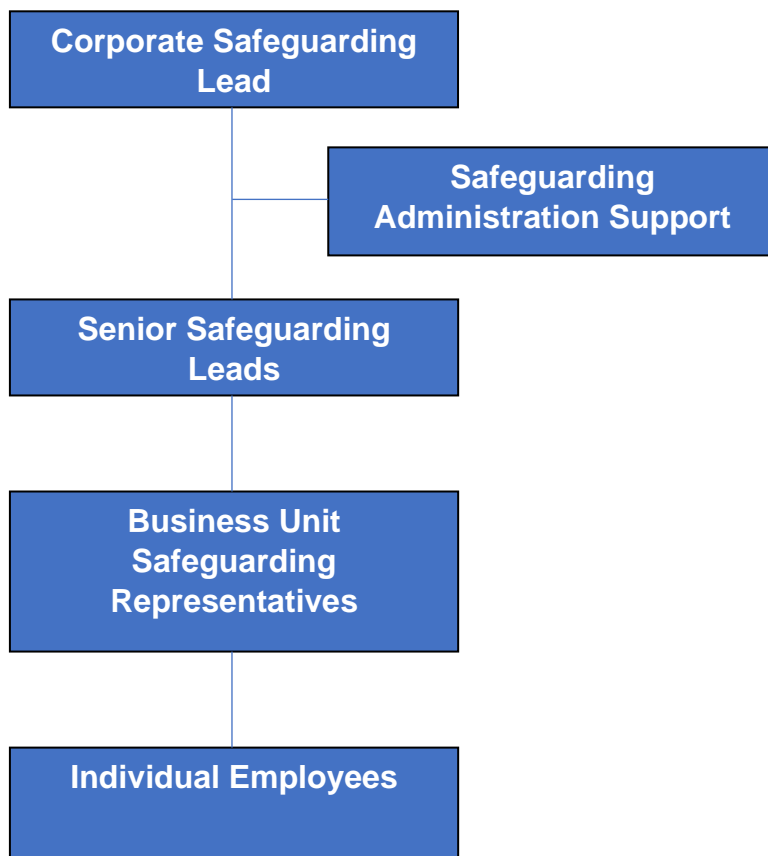 Corporate Safeguarding
Lead
Safeguarding
Administration Support
Senior Safeguarding
Leads
Business Unit
Safeguarding
Representatives
Individual Employees